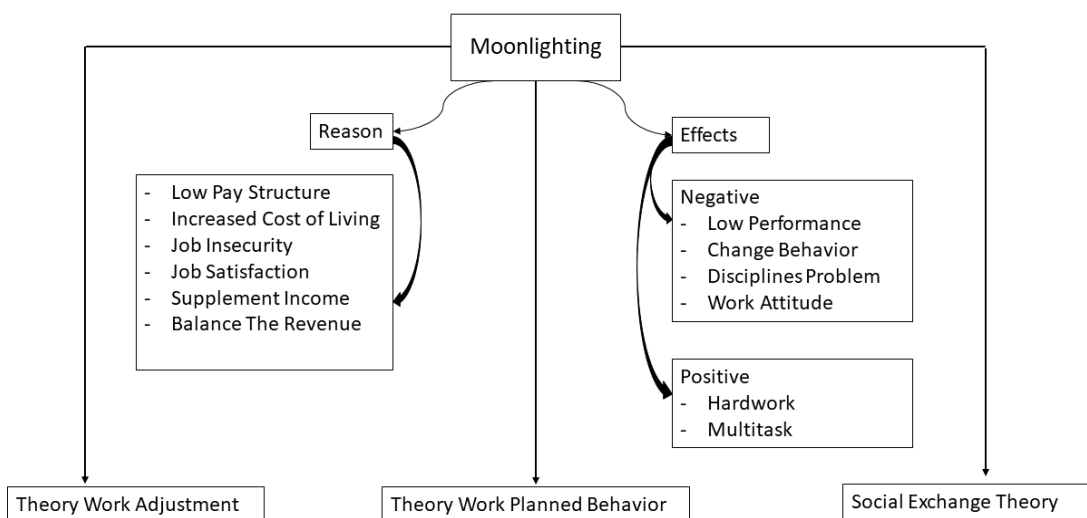 Moonlighting
Reason
- Low Pay Structure
- Increased Cost of Living
- Job Insecurity
- Job Satisfaction
- Supplement Income
- Balance The Revenue
Effects
Negative
- Low Performance
- Change Behavior
- Disciplines Problem
- Work Attitude
Positive
- Hardwork
- Multitask
Theory Work Adjustment
Theory Work Planned Behavior
Social Exchange Theory